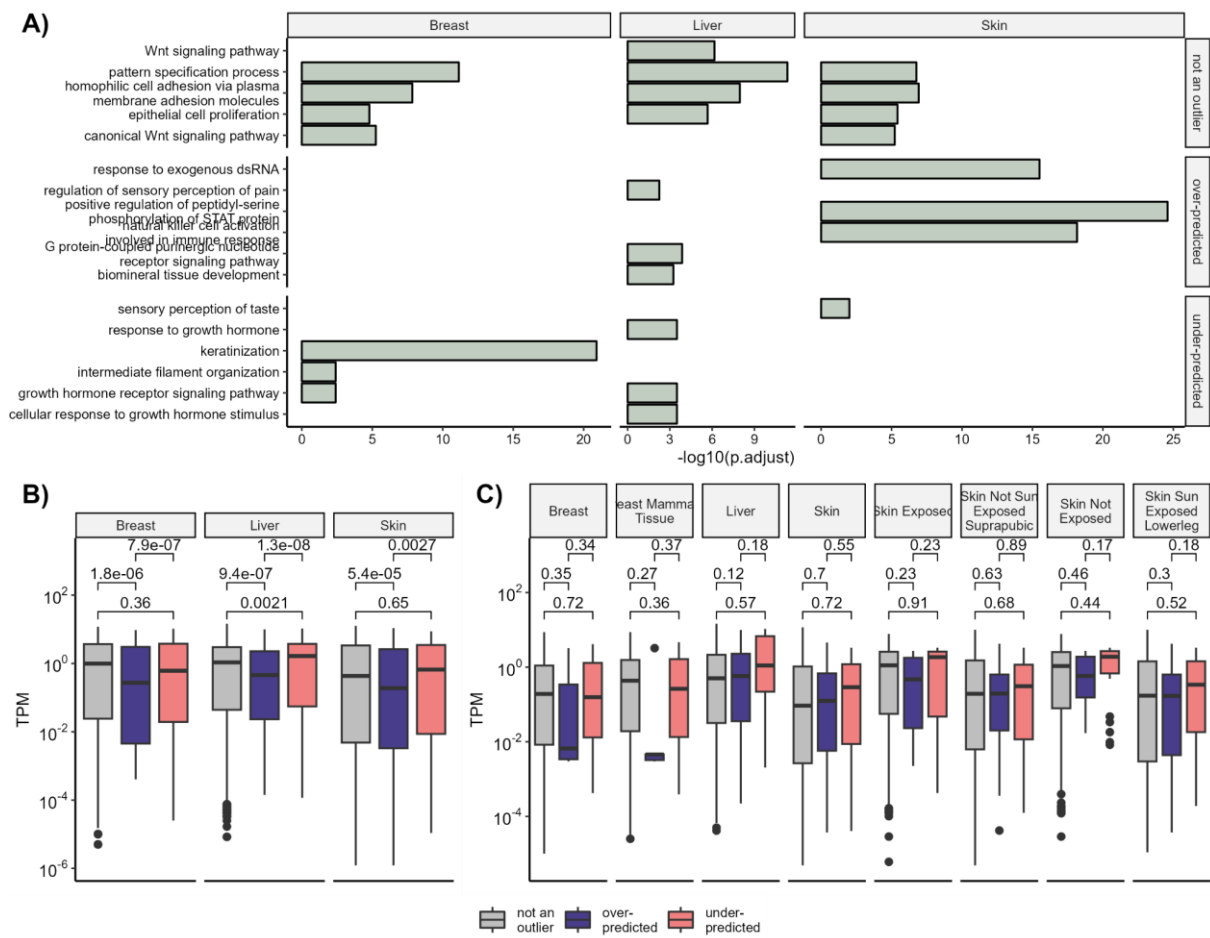 A)
Breast
Liver
Skin
Wnt signaling pathway
pattern specification process
homophilic cell adhesion via plasma
membrane adhesion molecules
epithelial cell proliferation
canonical Wnt signaling pathway
not an outlier
response to exogenous dsRNA
regulation of sensory perception of pain
positive regulation of peptidyl-serine
phosphorylation of STAT protein
natural killer cell activation
involved in immune response
G protein-coupled purinergic nucleotide
receptor signaling pathway
biomineral tissue development
over-predicted
sensory perception of taste
response to growth hormone
keratinization
intermediate filament organization
growth hormone receptor signaling pathway
cellular response to growth hormone stimulus
under-predicted
0 5 10 15 20
0 3 6 9
0 5 10 15 20 25
-log10(p.adjust)
B)
Breast
Liver
Skin
7.9e-07
1.8e-06
0.36
1.3e-08
9.4e-07
0.0021
0.0027
5.4e-05
0.65
TPM
10²
10⁰
10⁻²
10⁻⁴
10⁻⁶
C)
Breast
east Mamma
Tissue
Liver
Skin
Skin Exposed
Skin Not Sun
Exposed
Suprapubic
Skin Not
Exposed
Skin Sun
Exposed
Lowerleg
0.34
0.35
0.72
0.37
0.27
0.36
0.18
0.12
0.57
0.55
0.7
0.72
0.23
0.23
0.91
0.89
0.63
0.68
0.17
0.46
0.44
0.18
0.3
0.52
TPM
10²
10⁰
10⁻²
10⁻⁴
not an
outlier
over-
predicted
under-
predicted